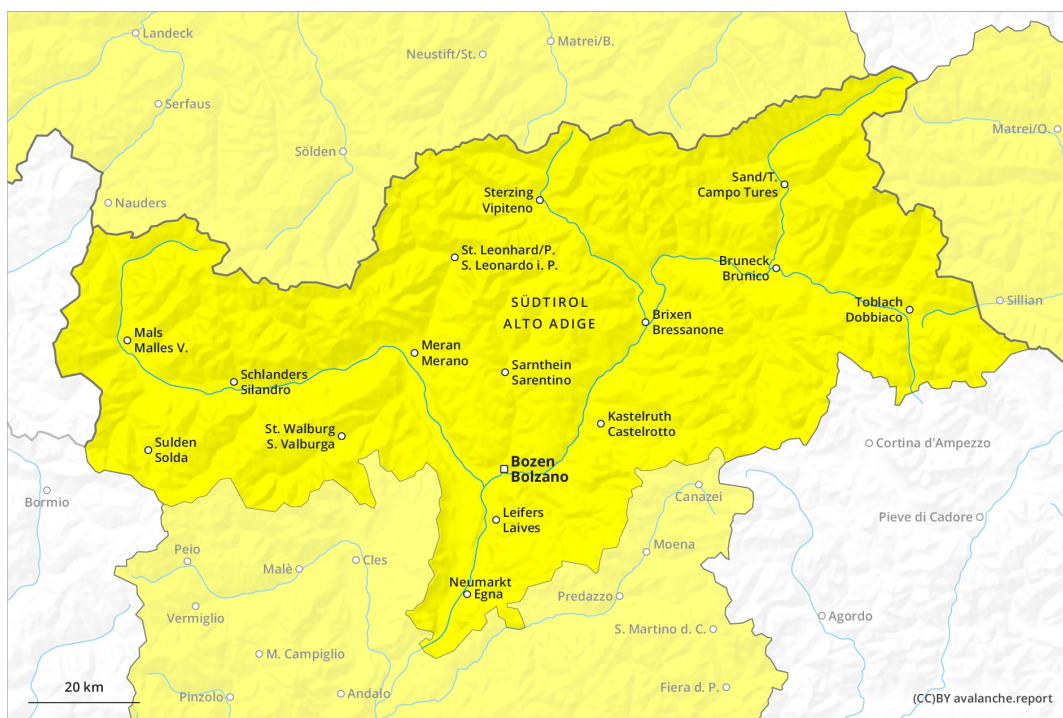 Landeck
Matrei/B.
Neustift/St.
Serfaus
Matrei/O.
Sölden
Sand/T.
Campo Tures
Sterzing
Vipiteno
Nauders
St. Leonhard/P.
S. Leonardo i. P.
Bruneck
Brunico
SÜDTIROL
ALTO ADIGE
Toblach
Dobbiaco
Sillian
Brixen
Bressanone
Mals
Malles V.
Meran
Merano
Sarnthein
Sarentino
Schlanders
Silandro
Kastelruth
Castelrotto
St. Walburg
S. Valburga
Sulden
Solda
Cortina d'Ampezzo
Bozen
Bolzano
Bormio
Canazei
Leifers
Laives
Pieve di Cadore
Moena
Peio
Cles
Malè
Neumarkt
Egna
Predazzo
Vermiglio
Agordo
S. Martino d. C.
M. Campiglio
20 km
Pinzolo
Andalo
Fiera d. P.
(CC)BY avalanche.report